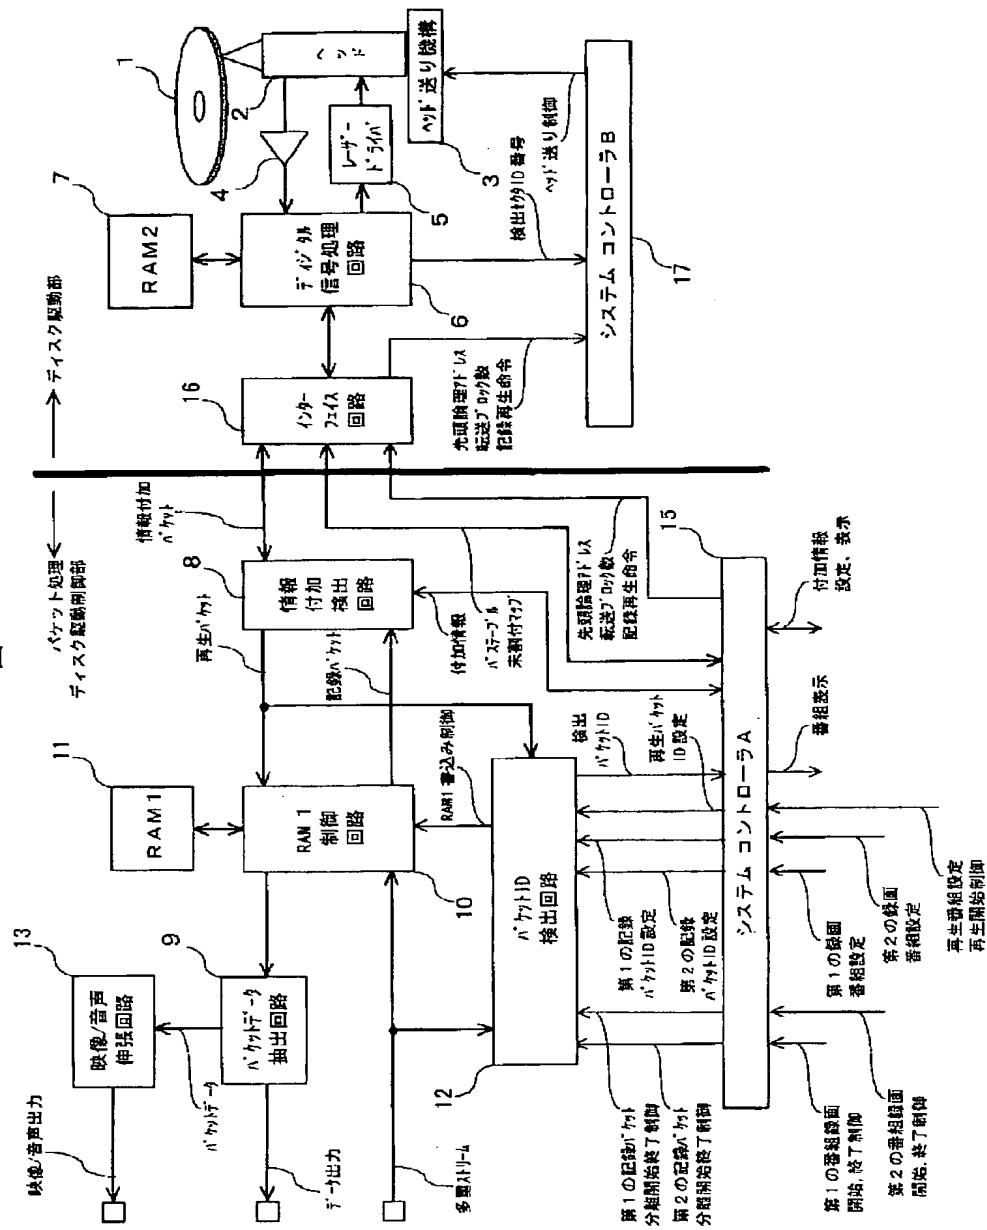 1
2
ヘッド
ヘッド送り機構
3
4
レーザー
ドライバ
5
7
RAM2
ディジタル
信号処理
回路
6
検出セクタID番号
ヘッド送り制御
システム コントローラB
17
ディスク駆動部
16
インター
フェイス
回路
先頭論理アドレス
転送ブロック数
記録再生命令
パケット処理
ディスク駆動制御部
情報付加
パケット
8
情報
付加
検出
回路
再生パケット
記録パケット
付加情報
パステーブル
未割付マップ
先頭論理アドレス
転送ブロック数
記録再生命令
15
付加情報
設定、表示
11
RAM1
RAM1
制御
回路
10
RAM1書込み制御
検出
パケットID
再生パケット
ID設定
番組表示
システム コントローラA
13
映像/音声
伸張回路
9
パケットデータ
抽出回路
パケットデータ
パケットID
検出回路
12
第1の記録
パケットID設定
第2の記録
パケットID設定
第1の録画
番組設定
第2の録画
番組設定
再生番組設定
再生開始制御
映像/音声出力
データ出力
多重ストリーム
第1の記録パケット
分離開始終了制御
第2の記録パケット
分離開始終了制御
第1の番組録画
開始、終了制御
第2の番組録画
開始、終了制御